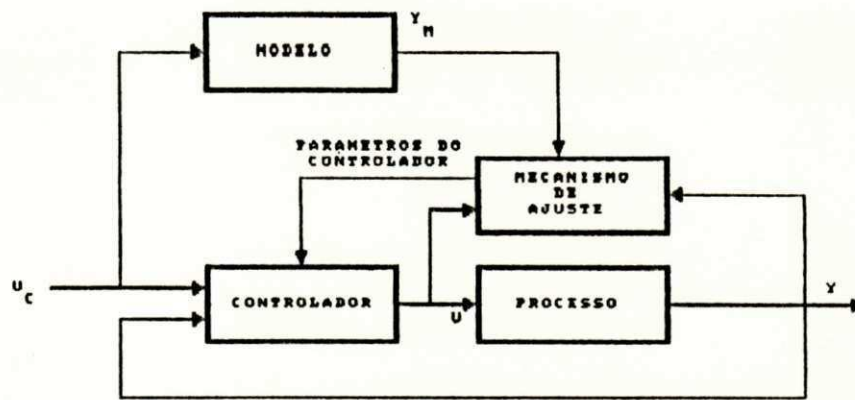 Y
M
MODELO
PARAMETROS DO
CONTROLADOR
MECANISMO
DE
AJUSTE
U
C
CONTROLADOR
U
PROCESSO
Y